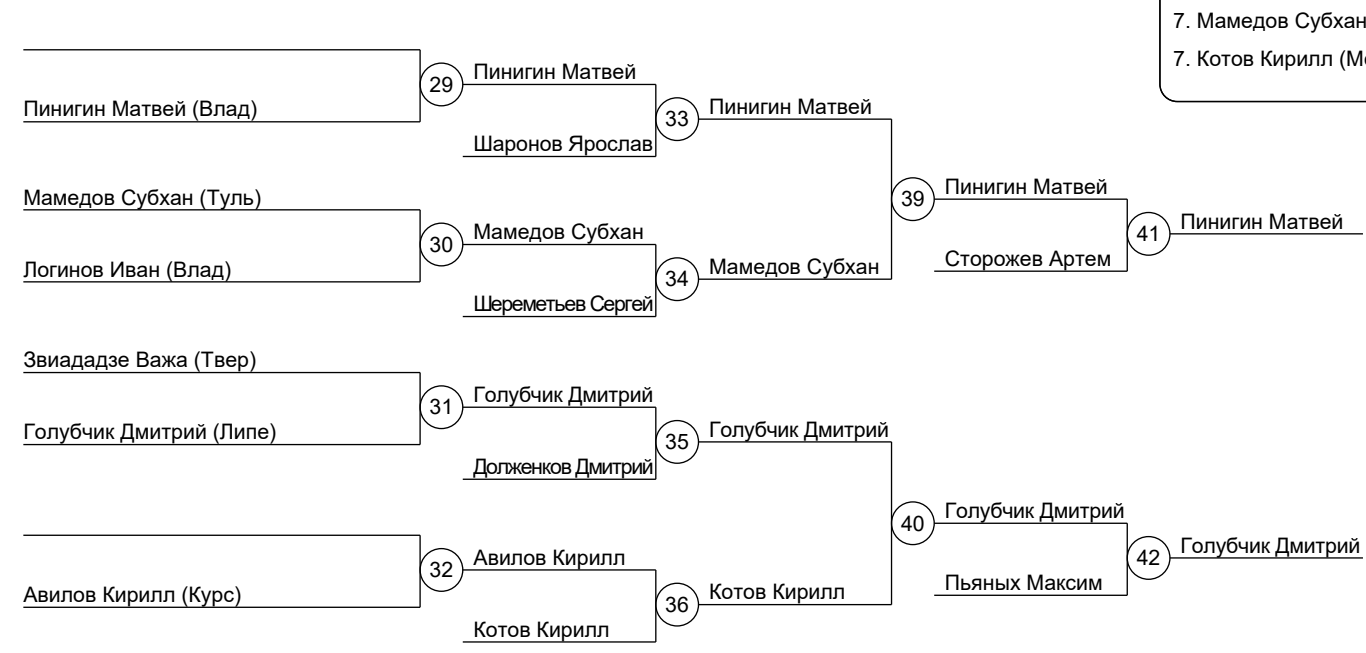 7. Мамедов Субхан
7. Котов Кирилл
Пинигин Матвей (Влад)
29
Пинигин Матвей
Шаронов Ярослав
33
Пинигин Матвей
Мамедов Субхан (Туль)
Логинов Иван (Влад)
30
Мамедов Субхан
Шереметьев Сергей
34
Мамедов Субхан
39
Пинигин Матвей
Сторожев Артем
41
Пинигин Матвей
Звиададзе Важа (Твер)
Голубчик Дмитрий (Липе)
31
Голубчик Дмитрий
Долженков Дмитрий
35
Голубчик Дмитрий
Авилов Кирилл (Курс)
32
Авилов Кирилл
Котов Кирилл
36
Котов Кирилл
40
Голубчик Дмитрий
Пьяных Максим
42
Голубчик Дмитрий